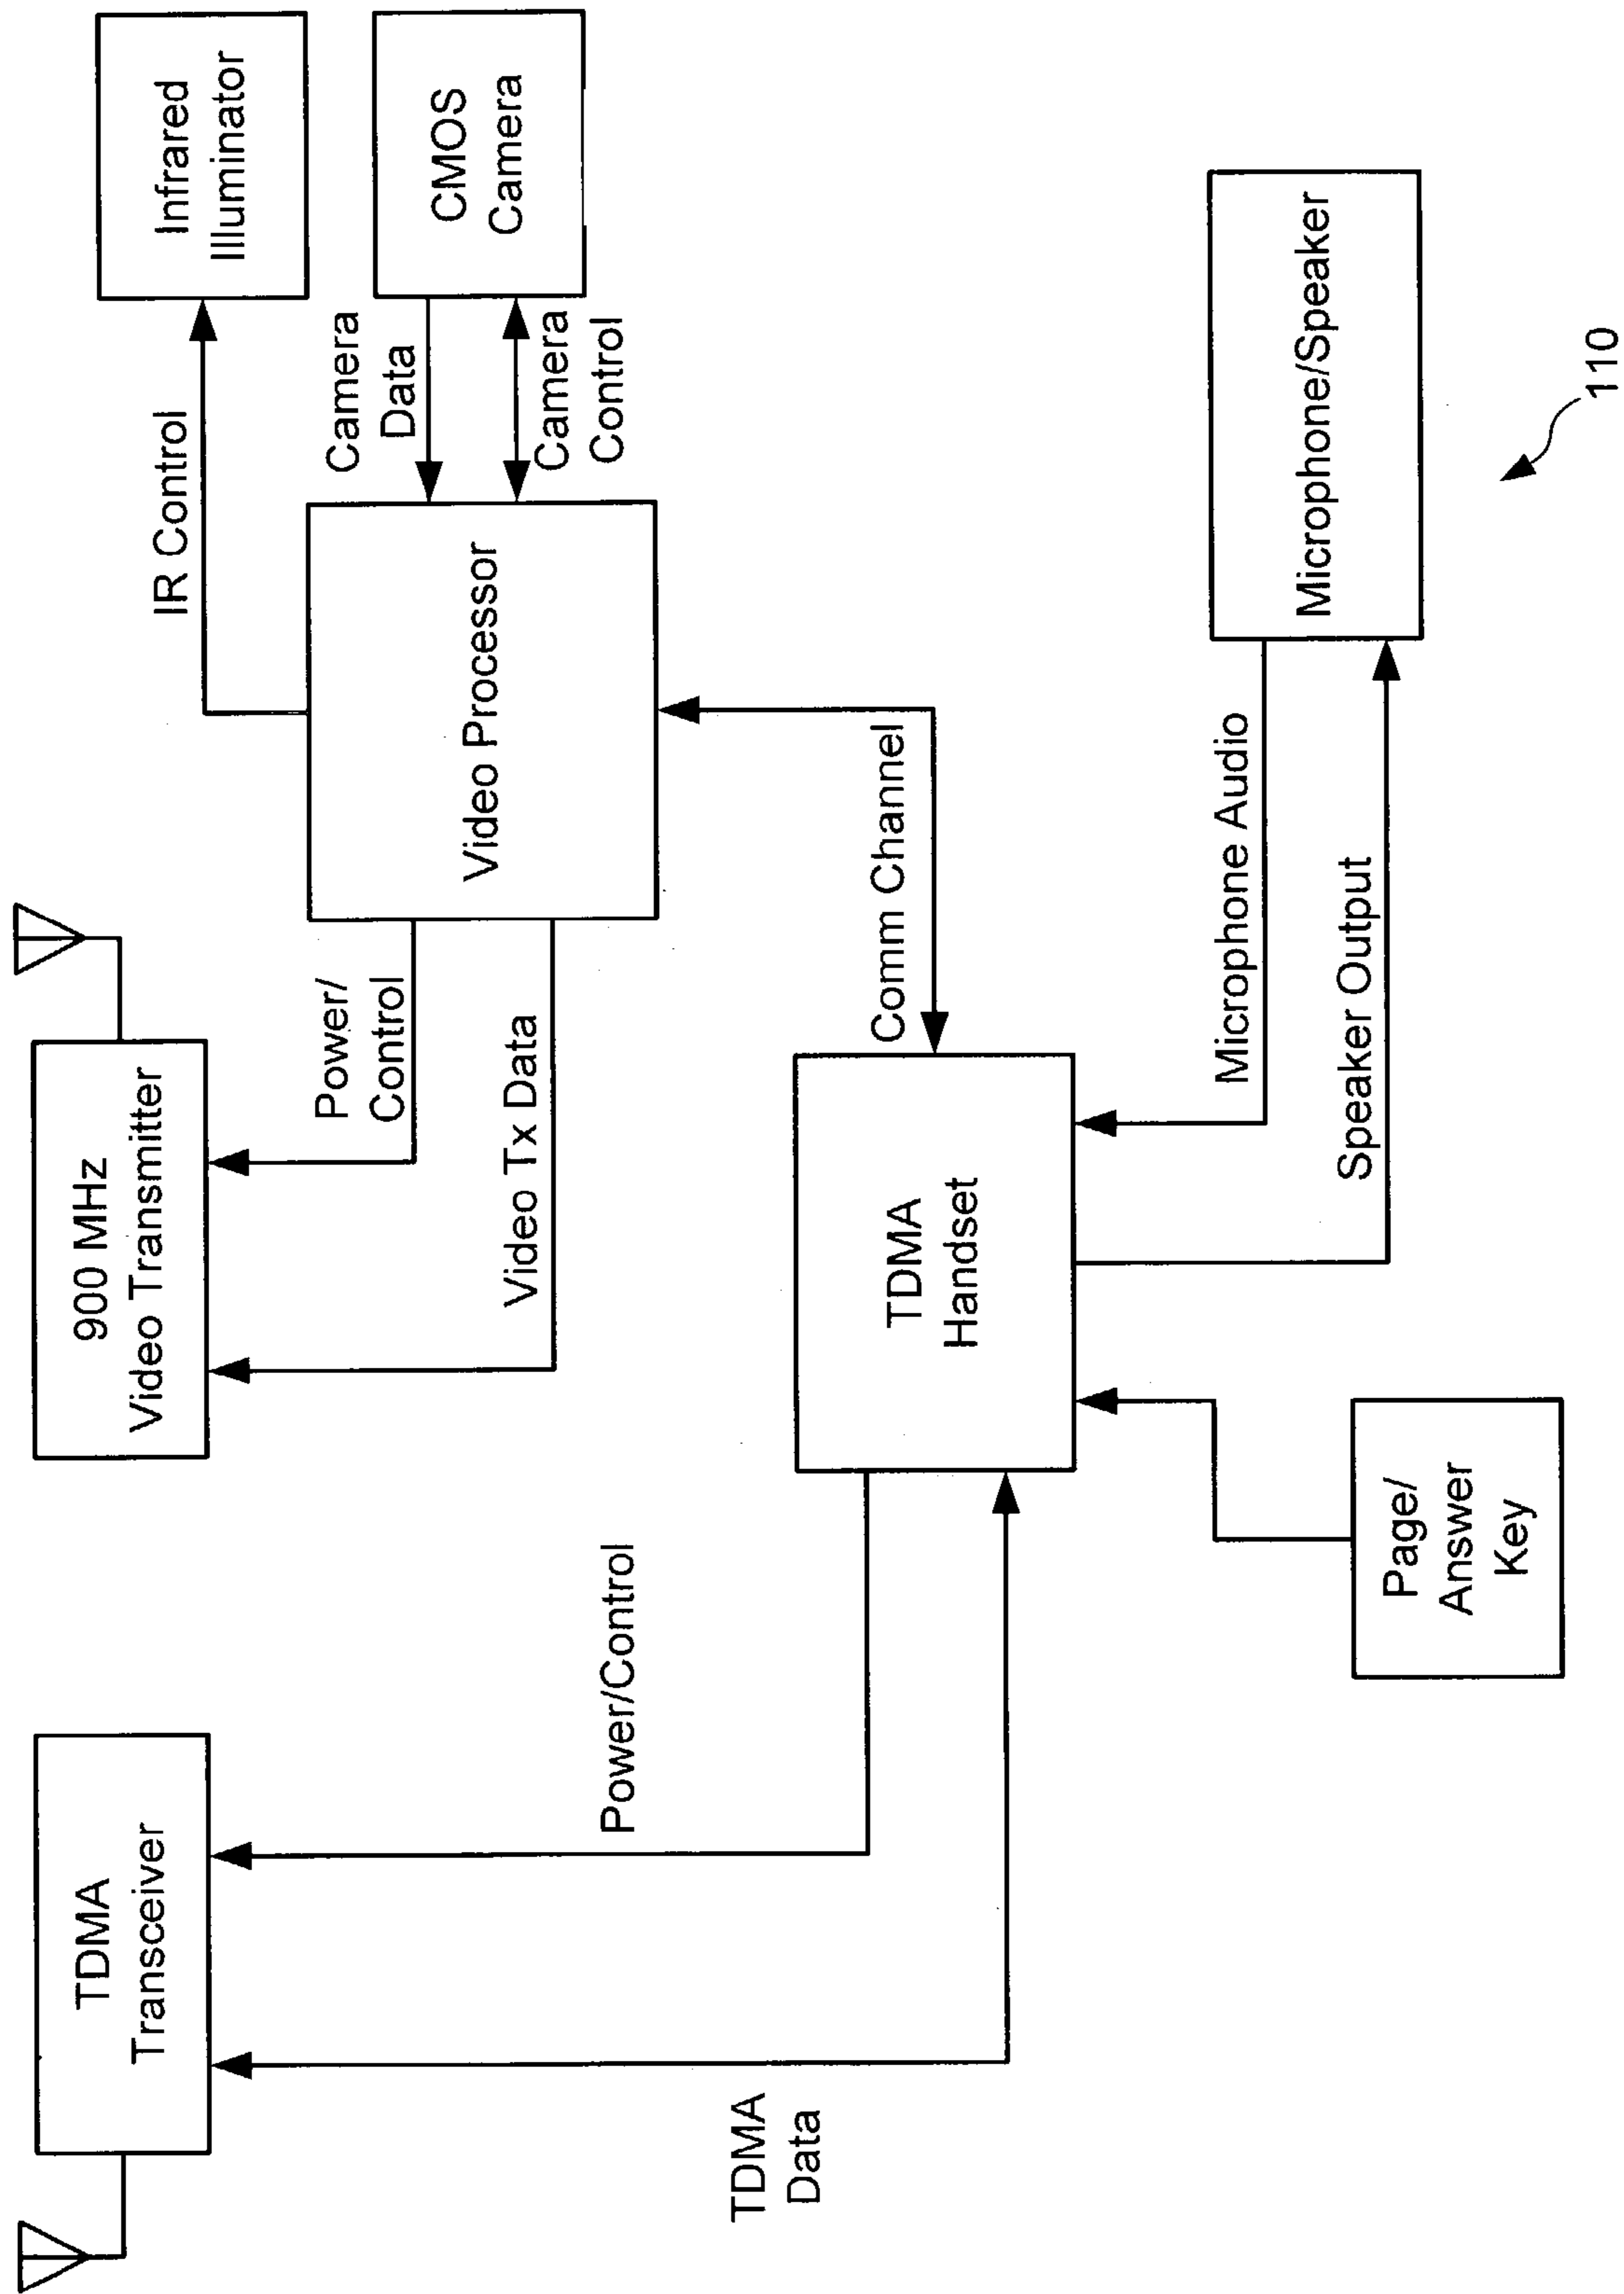 TDMA
Transceiver
900 MHz
Video Transmitter
Infrared
Illuminator
IR Control
Power/
Control
Video Tx Data
Video Processor
Camera
Data
Camera
Control
CMOS
Camera
Power/Control
TDMA
Data
Comm Channel
TDMA
Handset
Microphone Audio
Speaker Output
Microphone/Speaker
Page/
Answer
Key
110